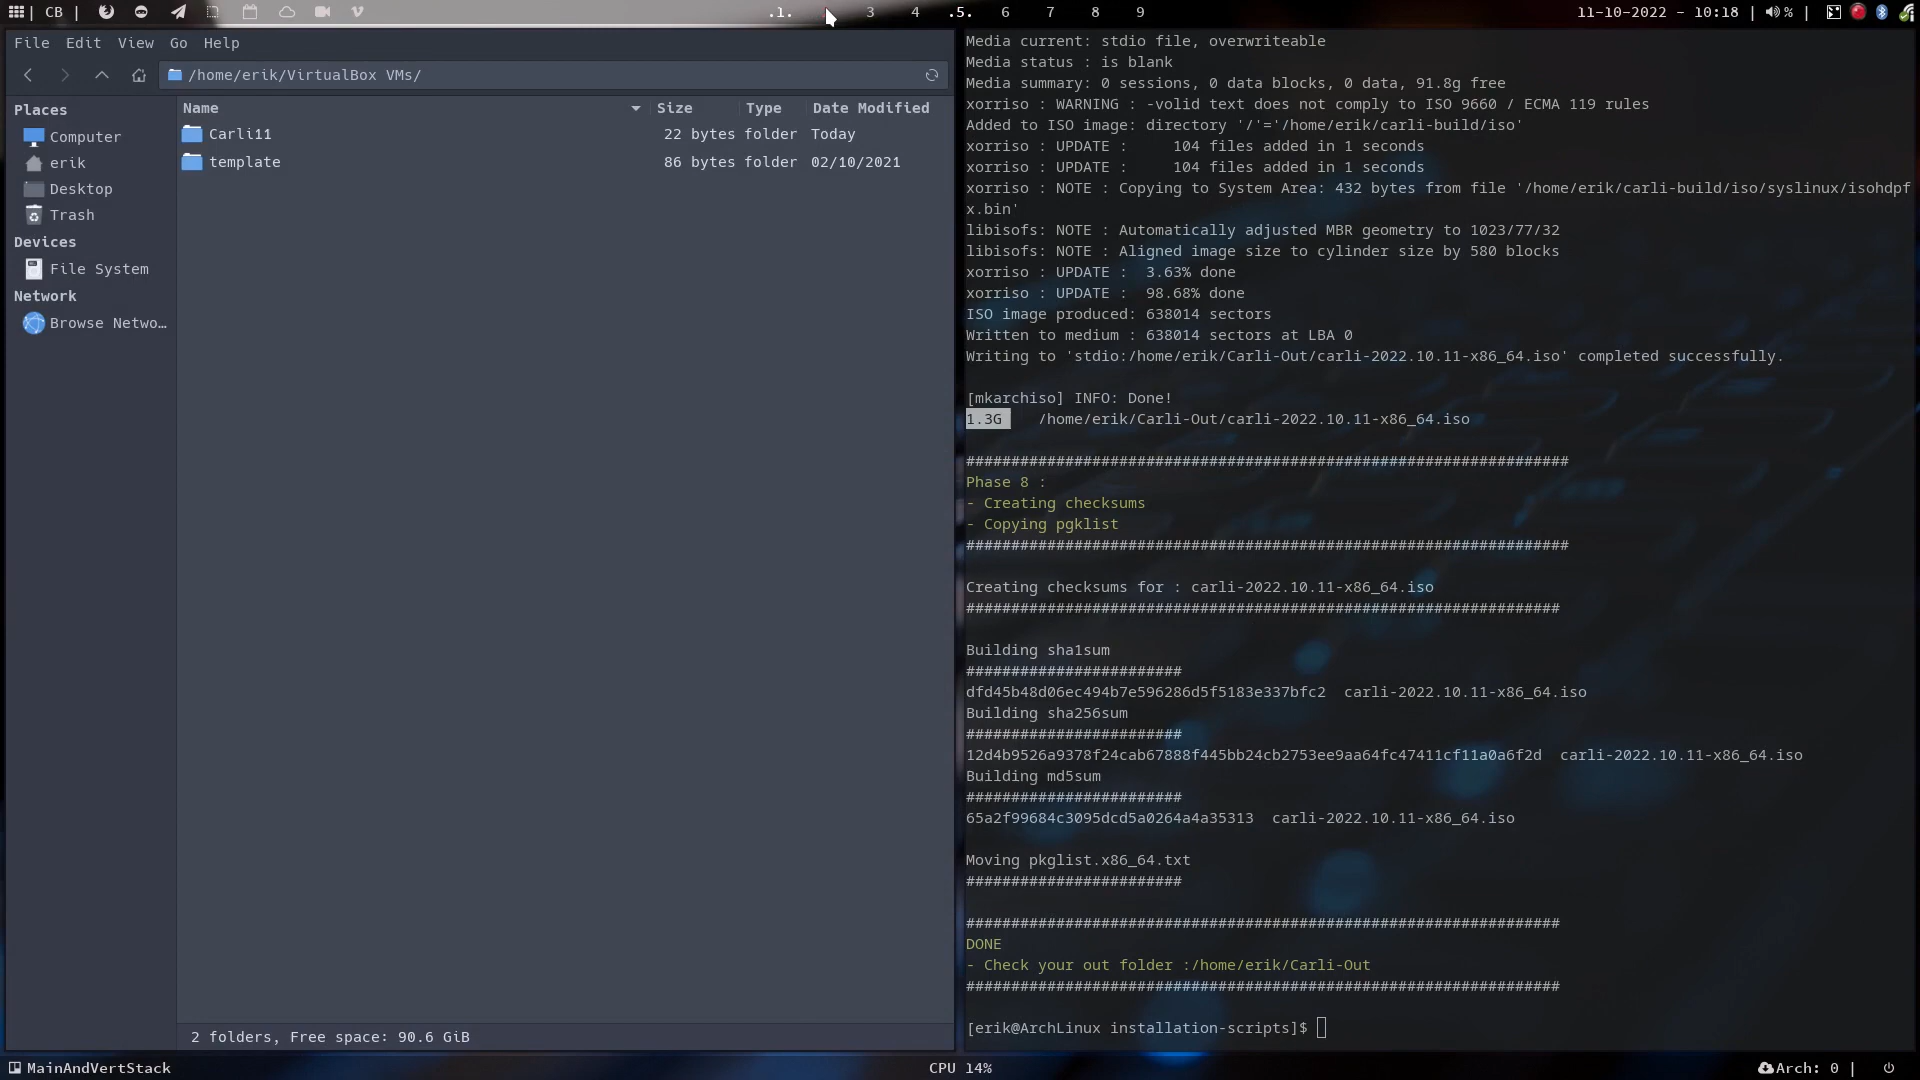 CB
.1. 3 4 .5. 6 7 8 9
11-10-2022 - 10:18 | % |
File Edit View Go Help
/home/erik/VirtualBox VMs/
Places
Computer
erik
Desktop
Trash
Devices
File System
Network
Browse Netwo…
Name Size Type Date Modified
Carli11 22 bytes folder Today
template 86 bytes folder 02/10/2021
2 folders, Free space: 90.6 GiB
Media current: stdio file, overwriteable
Media status : is blank
Media summary: 0 sessions, 0 data blocks, 0 data, 91.8g free
xorriso : WARNING : -volid text does not comply to ISO 9660 / ECMA 119 rules
Added to ISO image: directory '/'='/home/erik/carli-build/iso'
xorriso : UPDATE :     104 files added in 1 seconds
xorriso : UPDATE :     104 files added in 1 seconds
xorriso : NOTE : Copying to System Area: 432 bytes from file '/home/erik/carli-build/iso/syslinux/isohdpf
x.bin'
libisofs: NOTE : Automatically adjusted MBR geometry to 1023/77/32
libisofs: NOTE : Aligned image size to cylinder size by 580 blocks
xorriso : UPDATE :  3.63% done
xorriso : UPDATE :  98.68% done
ISO image produced: 638014 sectors
Written to medium : 638014 sectors at LBA 0
Writing to 'stdio:/home/erik/Carli-Out/carli-2022.10.11-x86_64.iso' completed successfully.
[mkarchiso] INFO: Done!
1.3G    /home/erik/Carli-Out/carli-2022.10.11-x86_64.iso
###################################################################
Phase 8 :
- Creating checksums
- Copying pgklist
###################################################################
Creating checksums for : carli-2022.10.11-x86_64.iso
##################################################################
Building sha1sum
########################
dfd45b48d06ec494b7e596286d5f5183e337bfc2  carli-2022.10.11-x86_64.iso
Building sha256sum
########################
12d4b9526a9378f24cab67888f445bb24cb2753ee9aa64fc47411cf11a0a6f2d  carli-2022.10.11-x86_64.iso
Building md5sum
########################
65a2f99684c3095dcd5a0264a4a35313  carli-2022.10.11-x86_64.iso
Moving pkglist.x86_64.txt
########################
##################################################################
DONE
- Check your out folder :/home/erik/Carli-Out
##################################################################
[erik@ArchLinux installation-scripts]$
MainAndVertStack
CPU 14%
Arch: 0 |